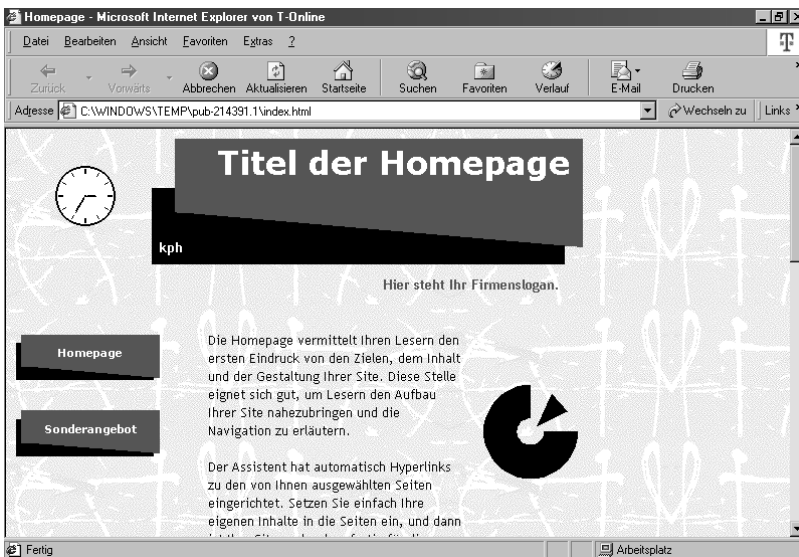 Homepage - Microsoft Internet Explorer von T-Online
Datei Bearbeiten Ansicht Favoriten Extras ?
Zurück Vorwärts Abbrechen Aktualisieren Startseite Suchen Favoriten Verlauf E-Mail Drucken
Adresse C:\WINDOWS\TEMP\pub-214391.1\index.html Wechseln zu Links
Titel der Homepage
kph
Hier steht Ihr Firmenslogan.
Homepage
Sonderangebot
Die Homepage vermittelt Ihren Lesern den
ersten Eindruck von den Zielen, dem Inhalt
und der Gestaltung Ihrer Site. Diese Stelle
eignet sich gut, um Lesern den Aufbau
Ihrer Site nahezubringen und die
Navigation zu erläutern.
Der Assistent hat automatisch Hyperlinks
zu den von Ihnen ausgewählten Seiten
eingerichtet. Setzen Sie einfach Ihre
eigenen Inhalte in die Seiten ein, und dann
Fertig Arbeitsplatz